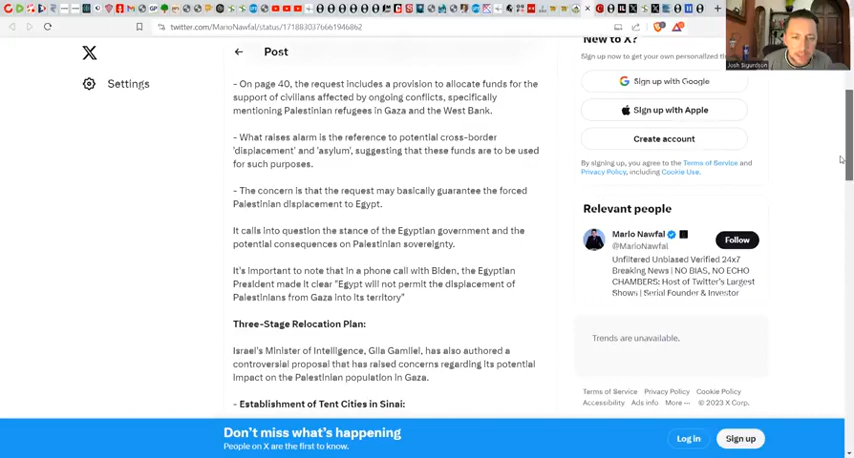 twitter.com/MarioNawfal/status/1718830376661946862
X
Settings
Post
- On page 40, the request includes a provision to allocate funds for the
support of civilians affected by ongoing conflicts, specifically
mentioning Palestinian refugees in Gaza and the West Bank.
- What raises alarm is the reference to potential cross-border
'displacement' and 'asylum', suggesting that these funds are to be used
for such purposes.
- The concern is that the request may basically guarantee the forced
Palestinian displacement to Egypt.
It calls into question the stance of the Egyptian government and the
potential consequences on Palestinian sovereignty.
It's important to note that in a phone call with Biden, the Egyptian
President made it clear "Egypt will not permit the displacement of
Palestinians from Gaza into its territory"
Three-Stage Relocation Plan:
Israel's Minister of Intelligence, Gila Gamliel, has also authored a
controversial proposal that has raised concerns regarding its potential
impact on the Palestinian population in Gaza.
- Establishment of Tent Cities in Sinai:
New to X?
Sign up now to get your own personalized
Sign up with Google
Sign up with Apple
Create account
By signing up, you agree to the Terms of Service and
Privacy Policy, including Cookie Use.
Relevant people
Mario Nawfal
@MarioNawfal
Follow
Unfiltered Unbiased Verified 24x7
Breaking News | NO BIAS, NO ECHO
CHAMBERS: Host of Twitter's Largest
Show | Serial Founder & Investor
Trends are unavailable.
Terms of Service Privacy Policy Cookie Policy
Accessibility Ads info More ··· © 2023 X Corp.
Josh Sigurdson
Don't miss what's happening
People on X are the first to know.
Log in
Sign up